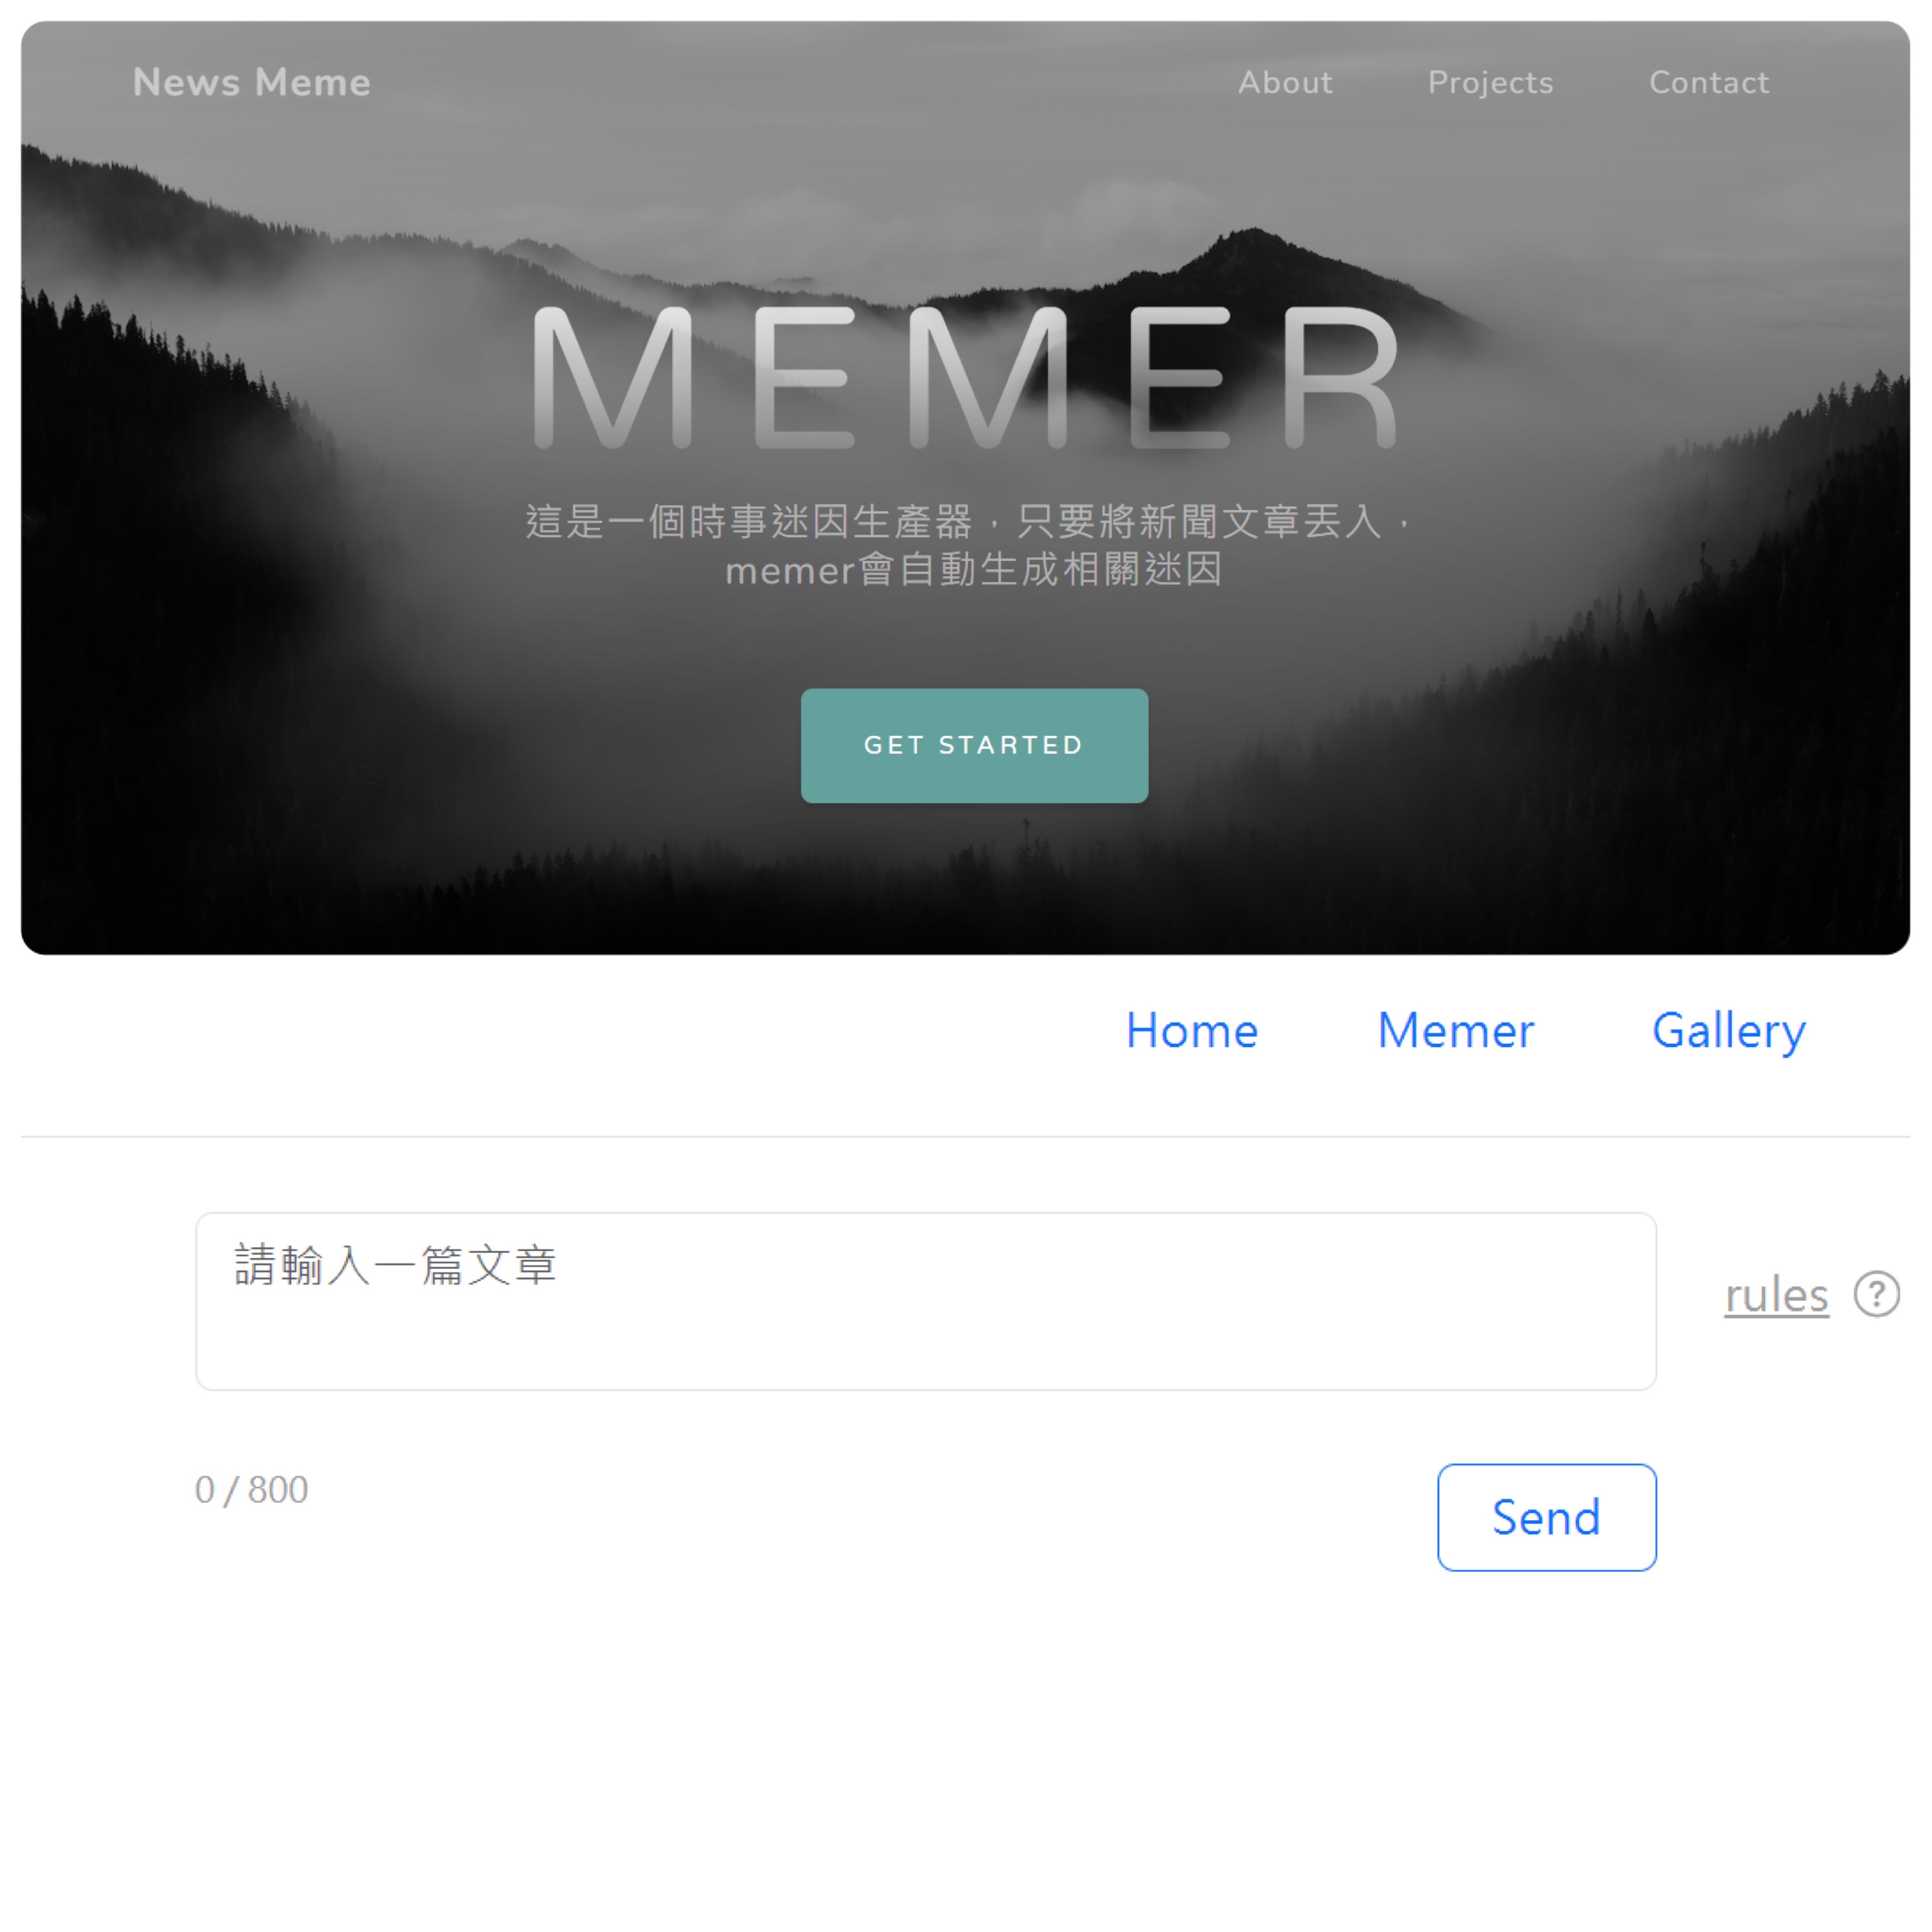 News Meme About Projects Contact
MEMER
這是一個時事迷因生產器，只要將新聞文章丟入，
memer會自動生成相關迷因
GET STARTED
Home Memer Gallery
請輸入一篇文章
rules ?
0 / 800
Send